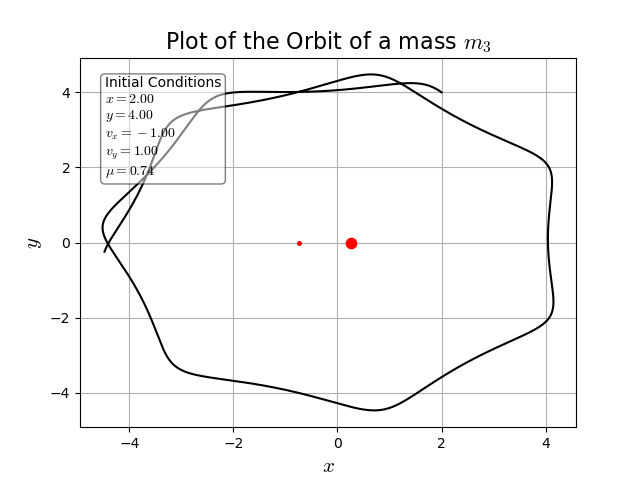 Plot of the Orbit of a mass m₃
Initial Conditions
x = 2.00
y = 4.00
vₓ = −1.00
v_y = 1.00
μ = 0.74
4
2
0
−2
−4
y
−4
−2
0
2
4
x